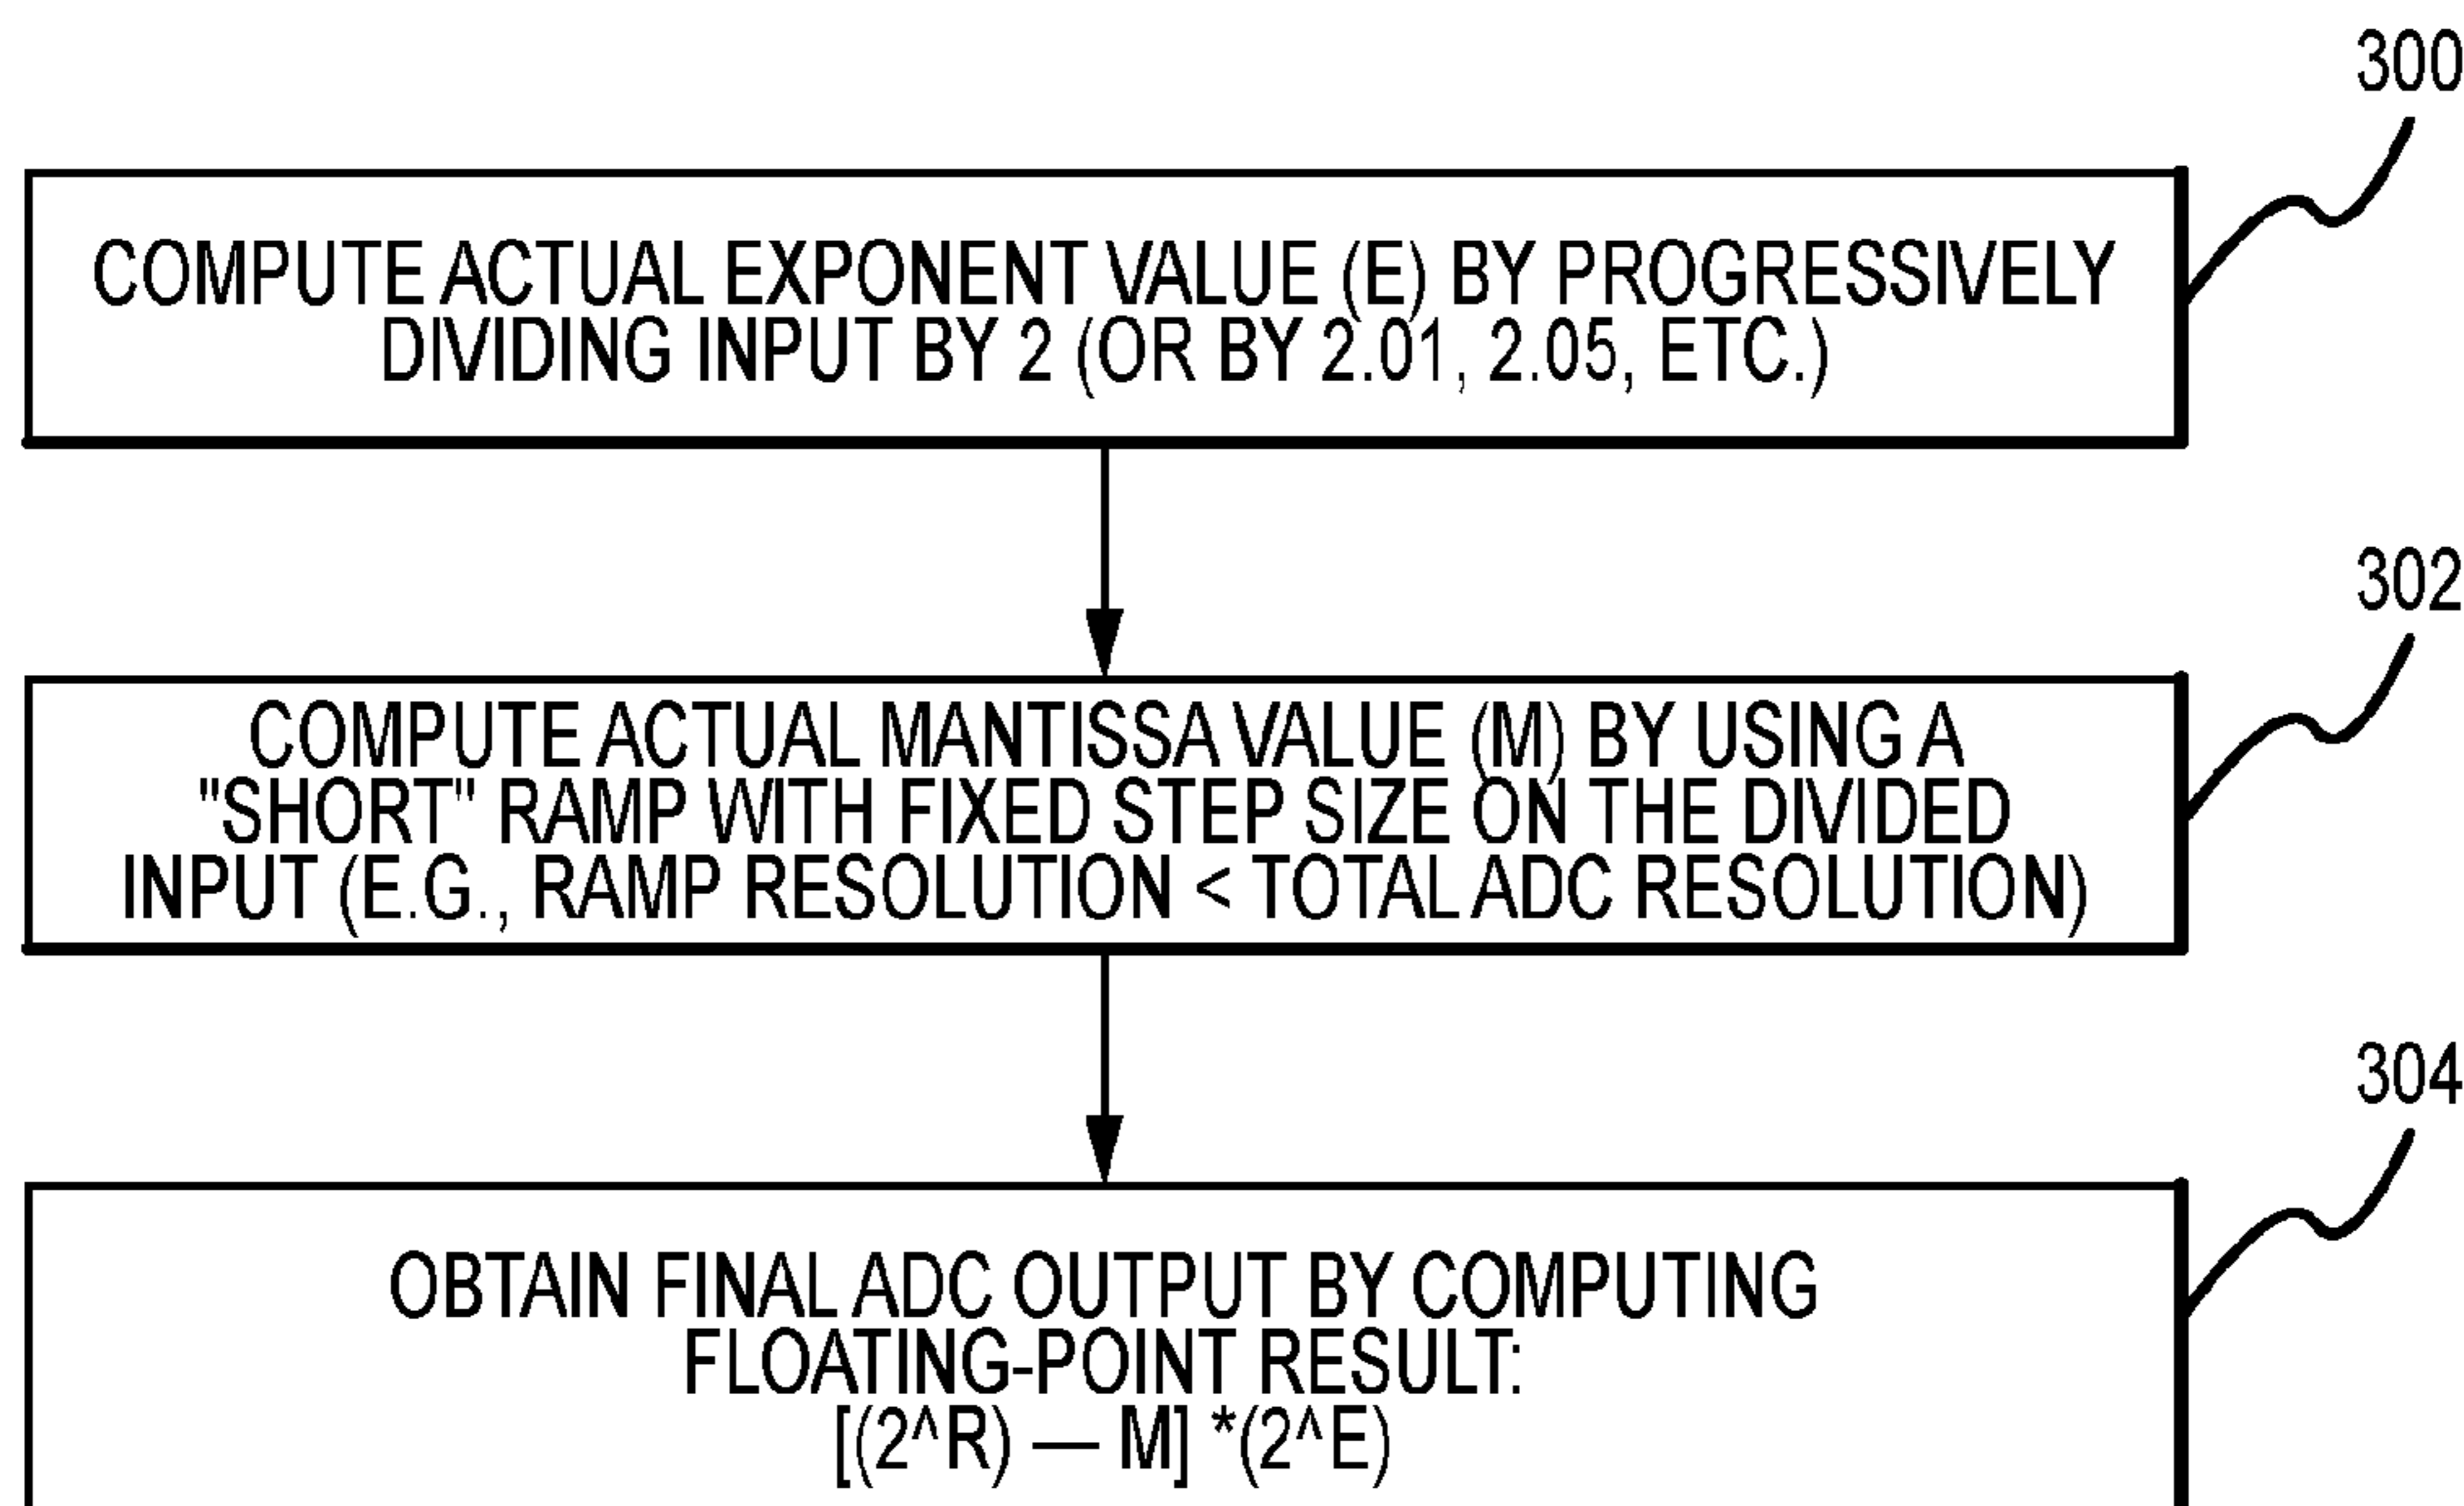 300
COMPUTE ACTUAL EXPONENT VALUE (E) BY PROGRESSIVELY
DIVIDING INPUT BY 2 (OR BY 2.01, 2.05, ETC.)
302
COMPUTE ACTUAL MANTISSA VALUE (M) BY USING A
"SHORT" RAMP WITH FIXED STEP SIZE ON THE DIVIDED
INPUT (E.G., RAMP RESOLUTION < TOTAL ADC RESOLUTION)
304
OBTAIN FINAL ADC OUTPUT BY COMPUTING
FLOATING-POINT RESULT:
[(2^R) — M] *(2^E)